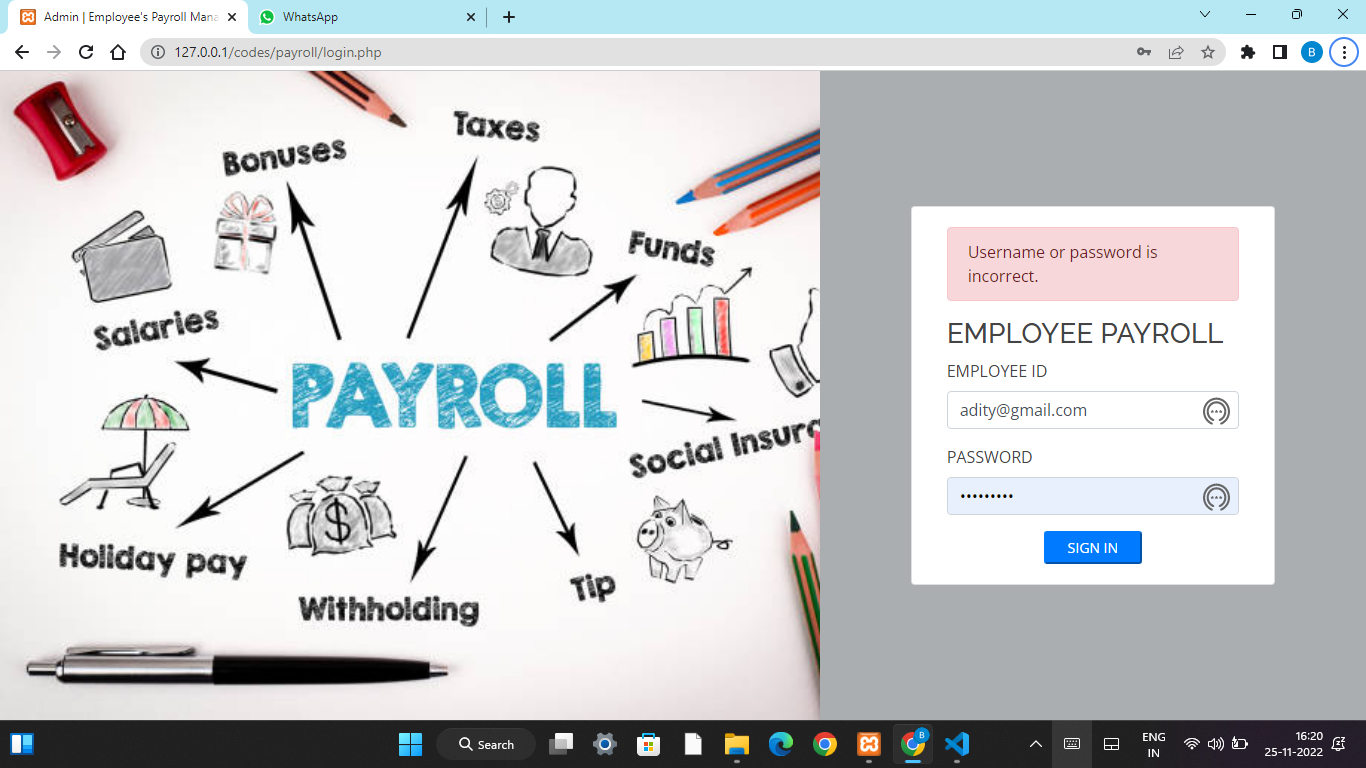 Admin | Employee's Payroll Mana
WhatsApp
127.0.0.1/codes/payroll/login.php
B
Taxes
Bonuses
Funds
Salaries
PAYROLL
Social Insura
Holiday pay
Tip
Withholding
$
Username or password is
incorrect.
EMPLOYEE PAYROLL
EMPLOYEE ID
adity@gmail.com
PASSWORD
•••••••••
SIGN IN
Search
B
ENG
IN
16:20
25-11-2022